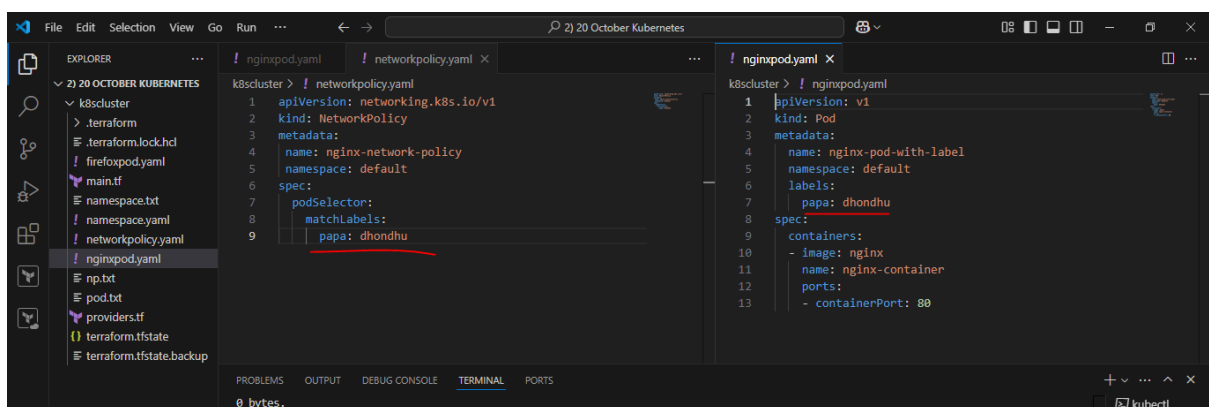 File Edit Selection View Go Run ··· ← → 2) 20 October Kubernetes
EXPLORER ···
2) 20 OCTOBER KUBERNETES
k8scluster
> .terraform
.terraform.lock.hcl
! firefoxpod.yaml
main.tf
namespace.txt
! namespace.yaml
! networkpolicy.yaml
! nginxpod.yaml
np.txt
pod.txt
providers.tf
{} terraform.tfstate
terraform.tfstate.backup
! nginxpod.yaml ! networkpolicy.yaml × ···
k8scluster > ! networkpolicy.yaml
1 apiVersion: networking.k8s.io/v1
2 kind: NetworkPolicy
3 metadata:
4 name: nginx-network-policy
5 namespace: default
6 spec:
7 podSelector:
8 matchLabels:
9 papa: dhondhu
! nginxpod.yaml ×
k8scluster > ! nginxpod.yaml
1 apiVersion: v1
2 kind: Pod
3 metadata:
4 name: nginx-pod-with-label
5 namespace: default
6 labels:
7 papa: dhondhu
8 spec:
9 containers:
10 - image: nginx
11 name: nginx-container
12 ports:
13 - containerPort: 80
PROBLEMS OUTPUT DEBUG CONSOLE TERMINAL PORTS
0 bytes.
kubectl